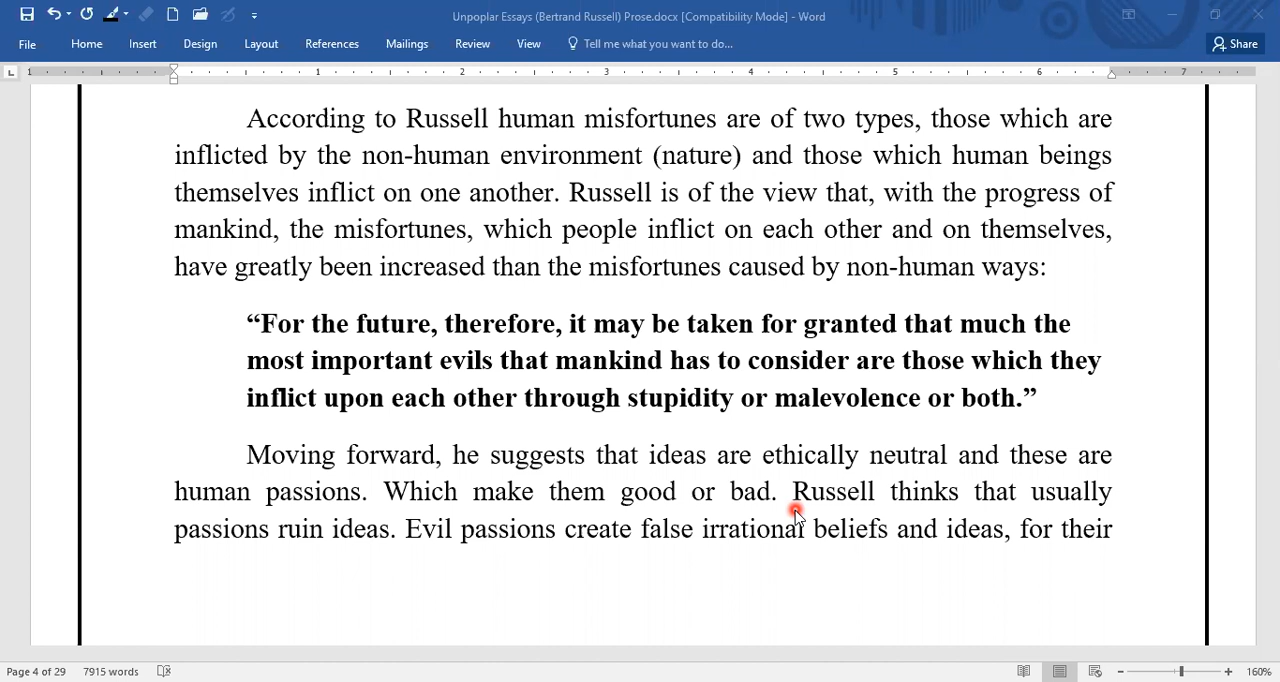 Unpoplar Essays (Bertrand Russell) Prose.docx [Compatibility Mode] - Word
File Home Insert Design Layout References Mailings Review View Tell me what you want to do... Share
L 1 1 2 3 4 5 6 7
According to Russell human misfortunes are of two types, those which are
inflicted by the non-human environment (nature) and those which human beings
themselves inflict on one another. Russell is of the view that, with the progress of
mankind, the misfortunes, which people inflict on each other and on themselves,
have greatly been increased than the misfortunes caused by non-human ways:
“For the future, therefore, it may be taken for granted that much the
most important evils that mankind has to consider are those which they
inflict upon each other through stupidity or malevolence or both.”
Moving forward, he suggests that ideas are ethically neutral and these are
human passions. Which make them good or bad. Russell thinks that usually
passions ruin ideas. Evil passions create false irrational beliefs and ideas, for their
Page 4 of 29 7915 words 160%